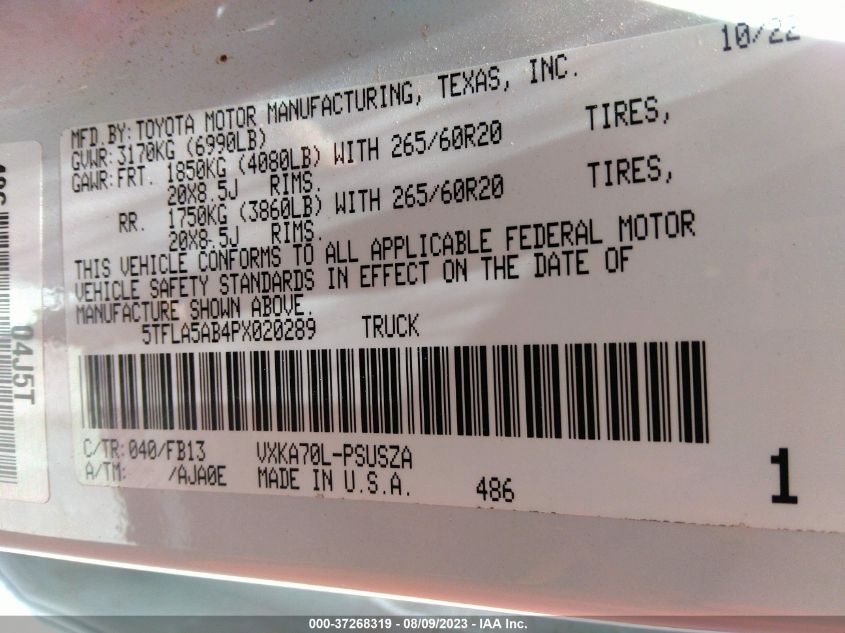 10/22
MFD.BY: TOYOTA MOTOR MANUFACTURING, TEXAS, INC.
GVWR: 3170KG (6990LB)
GAWR: FRT. 1850KG (4080LB) WITH 265/60R20 TIRES,
20X8.5J RIMS.
RR. 1750KG (3860LB) WITH 265/60R20 TIRES,
20X8.5J RIMS.
THIS VEHICLE CONFORMS TO ALL APPLICABLE FEDERAL MOTOR
VEHICLE SAFETY STANDARDS IN EFFECT ON THE DATE OF
MANUFACTURE SHOWN ABOVE.
5TFLA5AB4PX020289 TRUCK
C/TR: 040/FB13 VXKA70L-PSUSZA
A/TM: /AJA0E MADE IN U.S.A. 486
1
04J5T
000-37268319 - 08/09/2023 - IAA Inc.